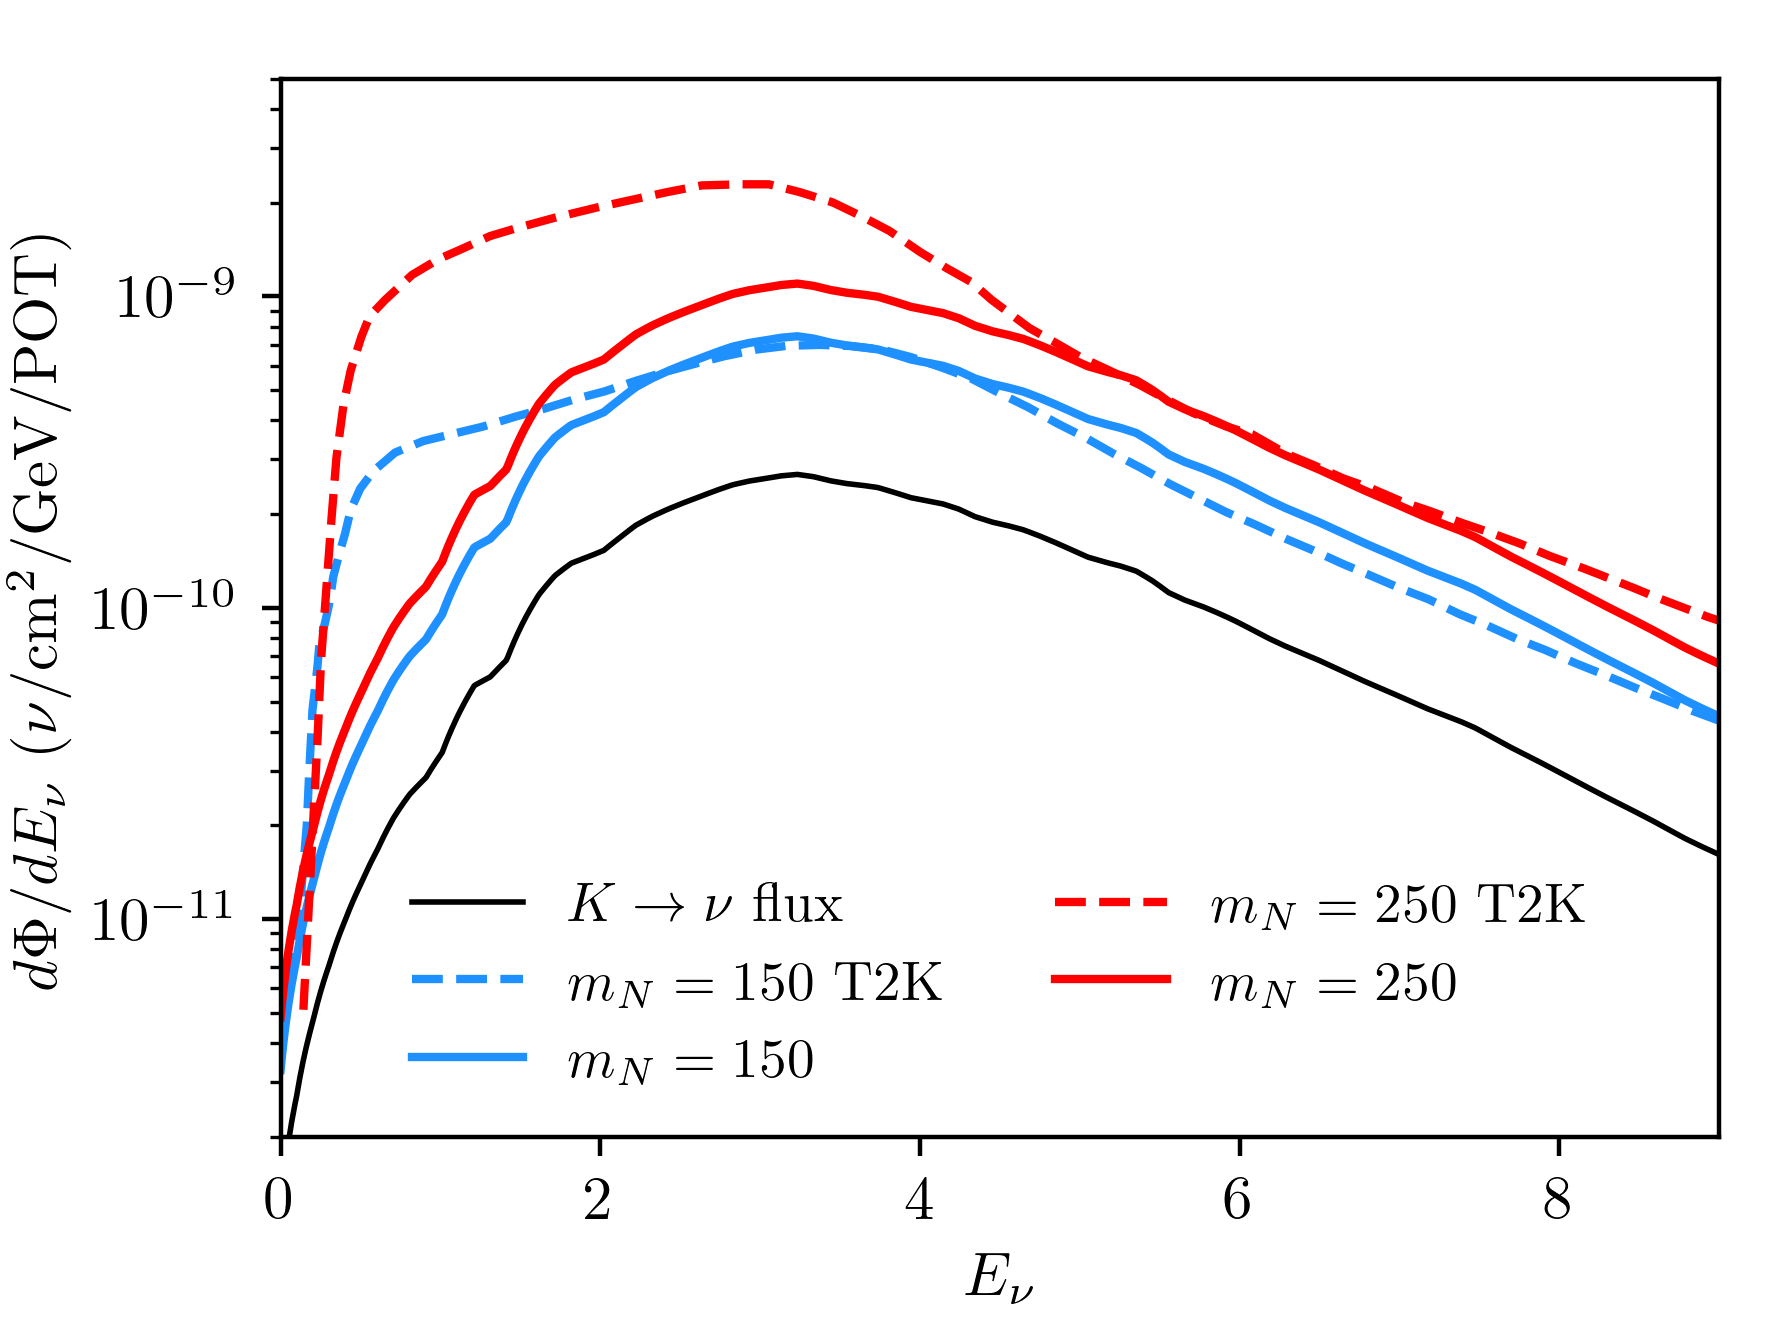 dΦ/dE_ν (ν/cm²/GeV/POT)
10⁻⁹
10⁻¹⁰
10⁻¹¹
K → ν flux
m_N = 150 T2K
m_N = 150
m_N = 250 T2K
m_N = 250
0 2 4 6 8
E_ν